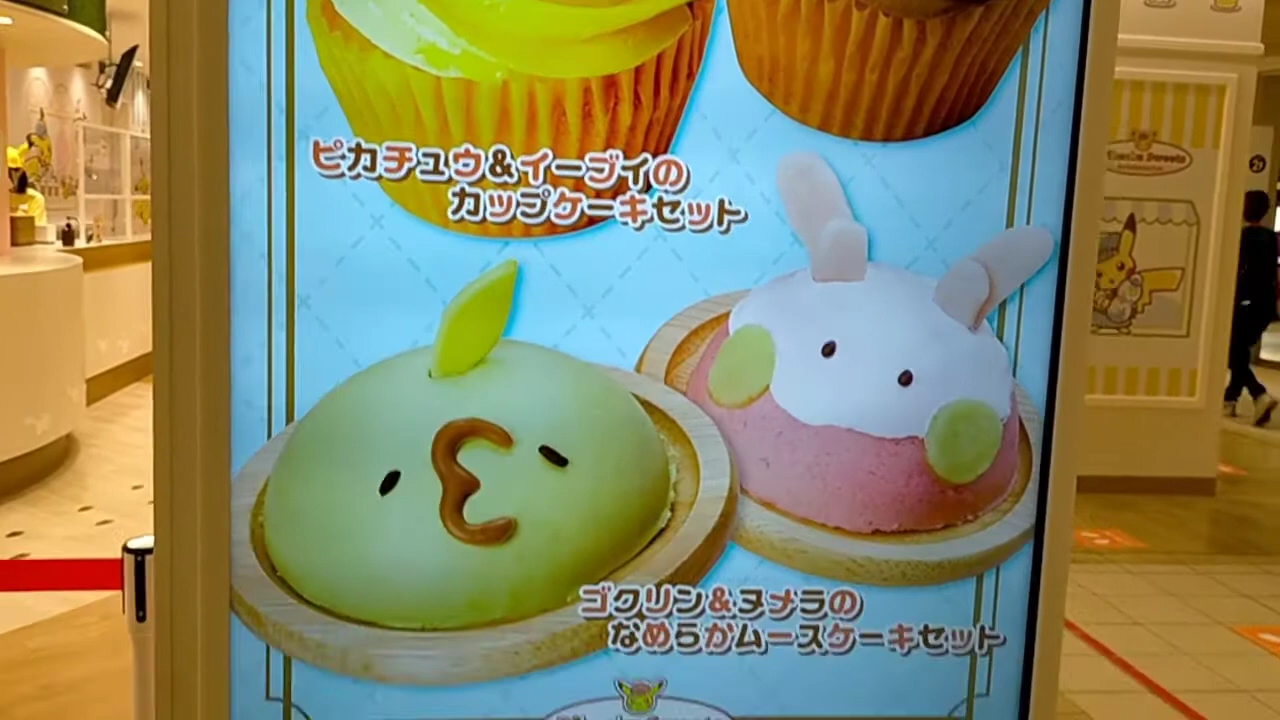 ピカチュウ&イーブイの
カップケーキセット
ゴクリン&ヌメラの
なめらかムースケーキセット